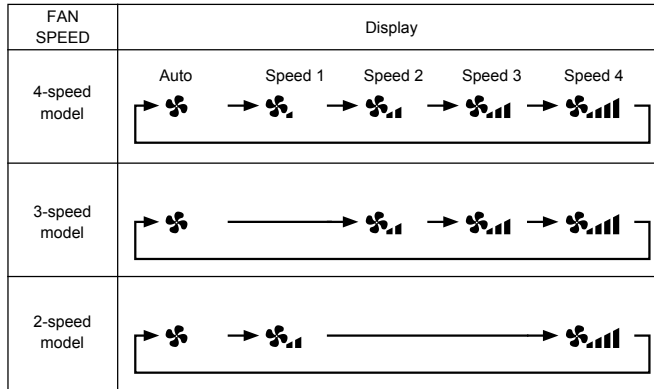 FAN
SPEED
Display
4-speed
model
Auto
Speed 1
Speed 2
Speed 3
Speed 4
3-speed
model
2-speed
model